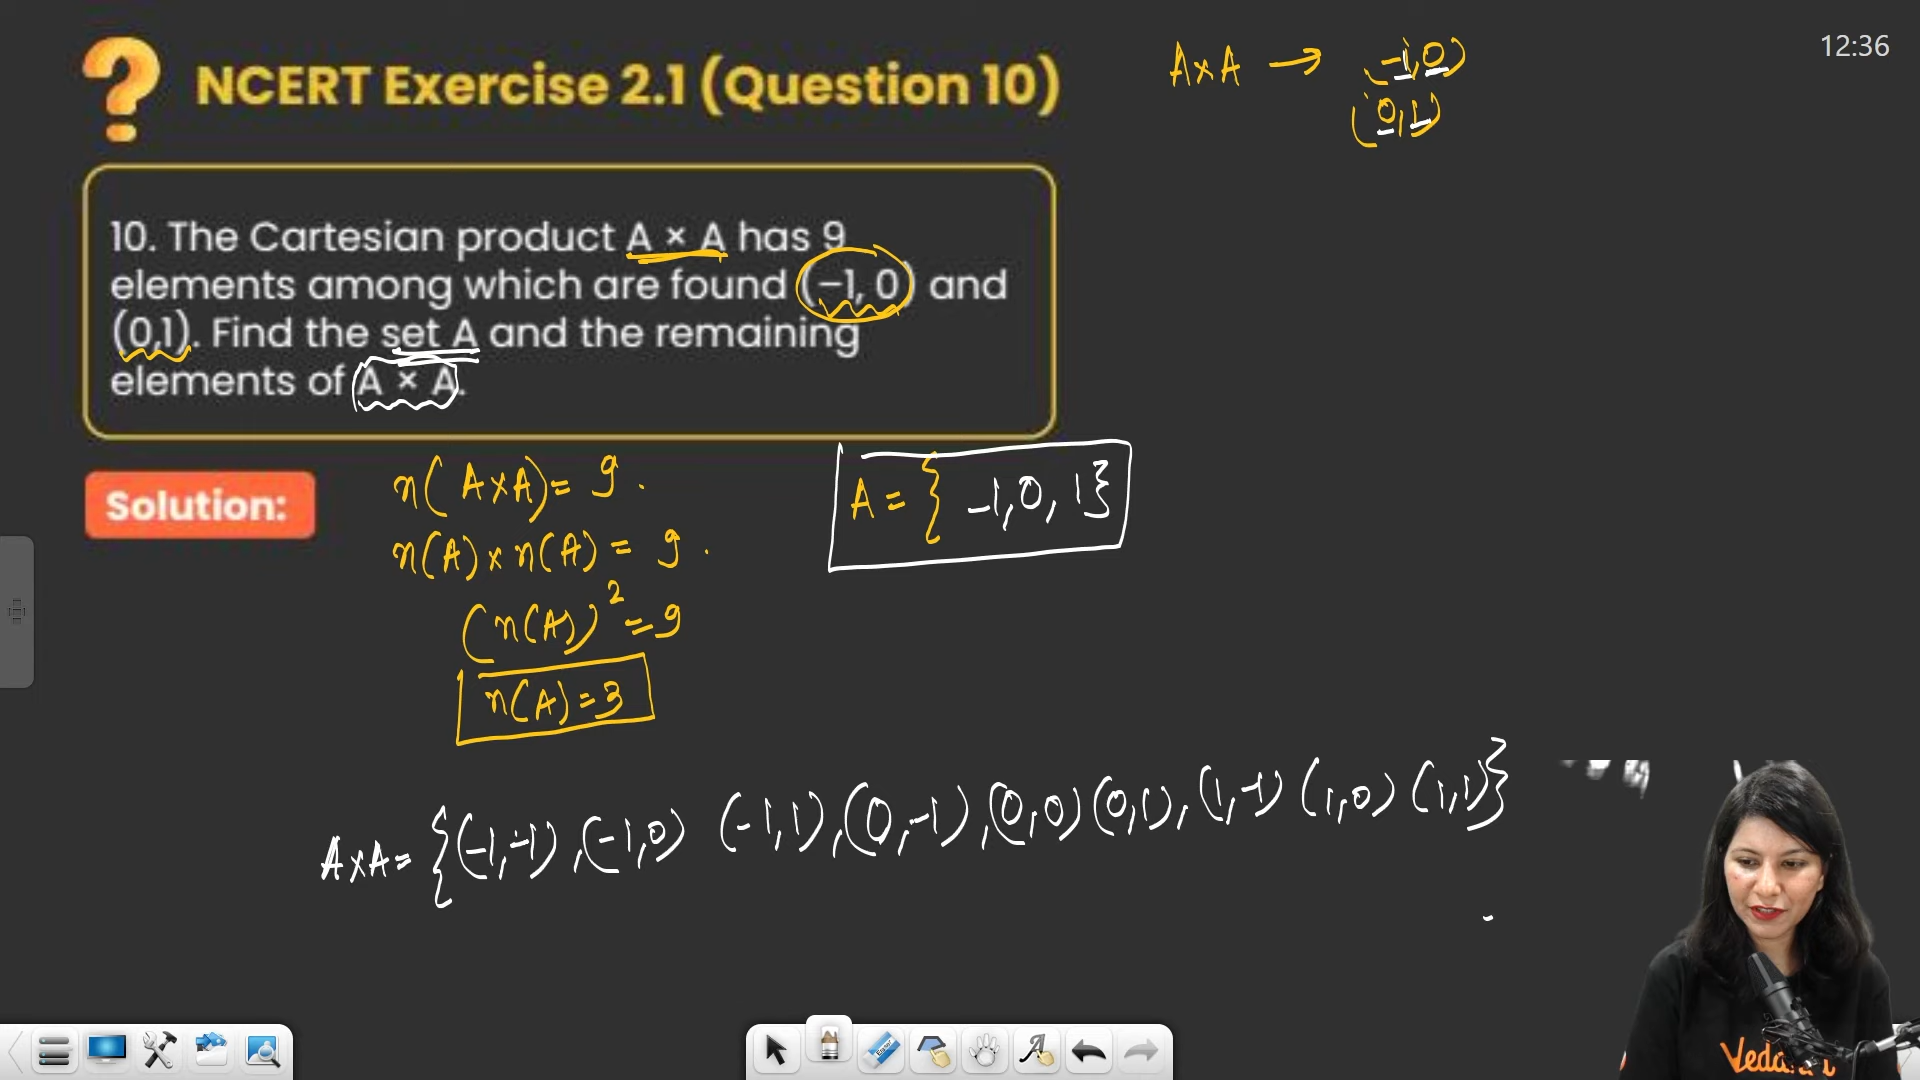 12:36
NCERT Exercise 2.1 (Question 10)
A×A → (-1,0)
(0,1)
10. The Cartesian product A × A has 9
elements among which are found (–1, 0) and
(0,1). Find the set A and the remaining
elements of A × A.
Solution:
n(A×A)= 9.
n(A)×n(A) = 9.
(n(A))²=9
n(A)=3
A={-1,0,1}
A×A={(-1,-1),(-1,0) (-1,1),(0,-1),(0,0)(0,1),(1,-1)(1,0)(1,1)}
Eraser